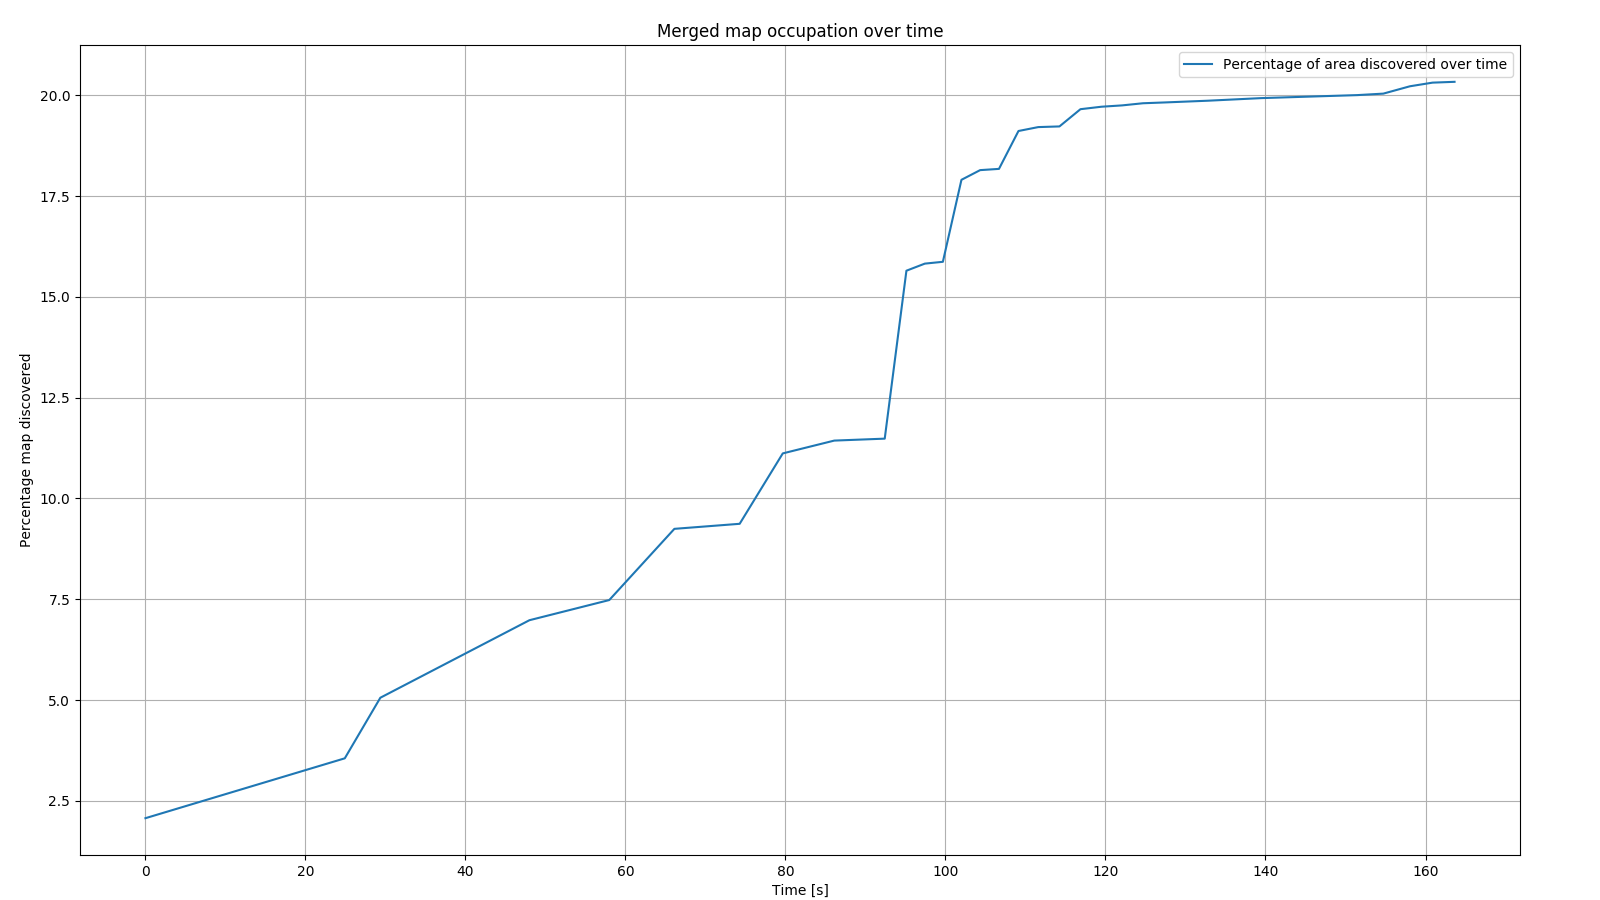 Merged map occupation over time
Percentage of area discovered over time
Percentage map discovered
20.0
17.5
15.0
12.5
10.0
7.5
5.0
2.5
0 20 40 60 80 100 120 140 160
Time [s]